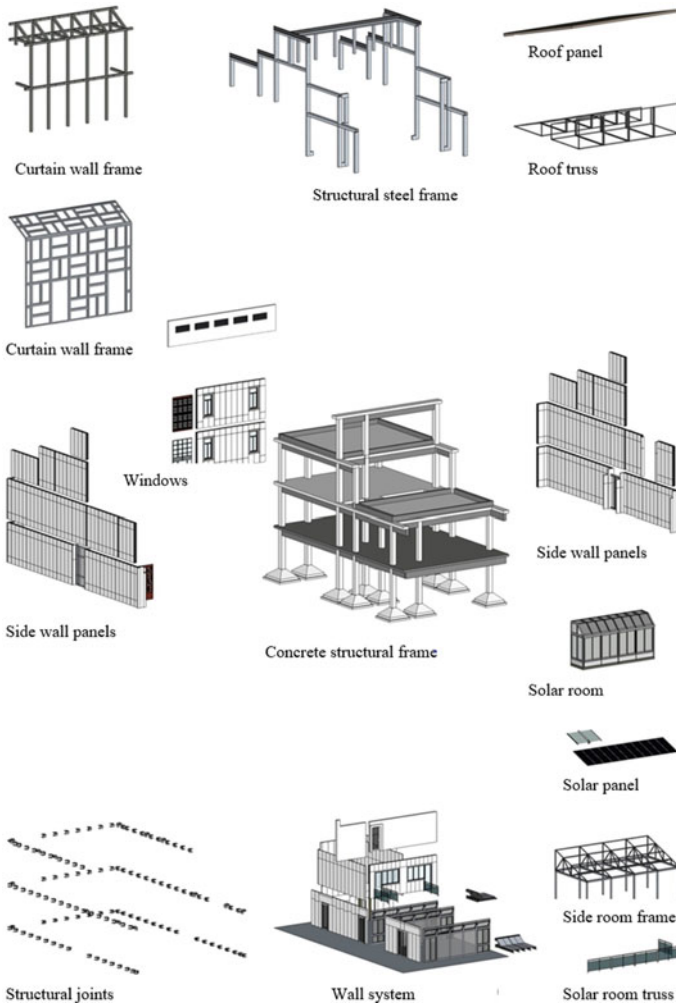 Roof panel
Curtain wall frame
Roof truss
Structural steel frame
Curtain wall frame
Windows
Side wall panels
Side wall panels
Concrete structural frame
Solar room
Solar panel
Side room frame
Structural joints
Wall system
Solar room truss